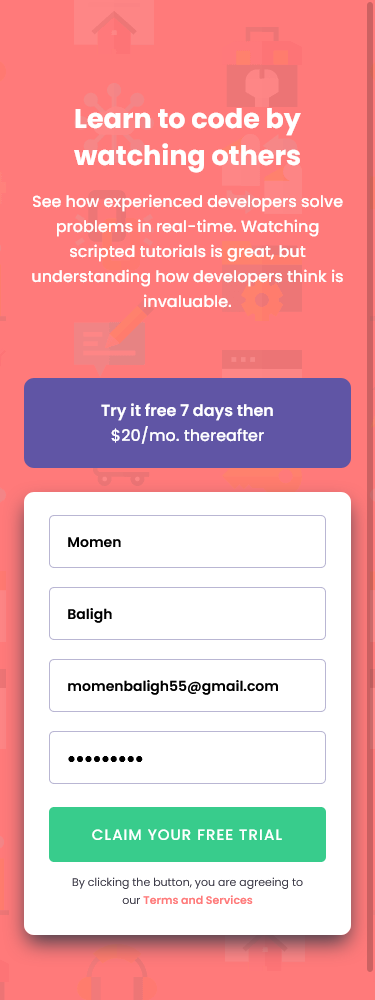 Learn to code by
watching others
See how experienced developers solve
problems in real-time. Watching
scripted tutorials is great, but
understanding how developers think is
invaluable.
Try it free 7 days then
$20/mo. thereafter
Momen
Baligh
momenbaligh55@gmail.com
•••••••••
CLAIM YOUR FREE TRIAL
By clicking the button, you are agreeing to
our Terms and Services